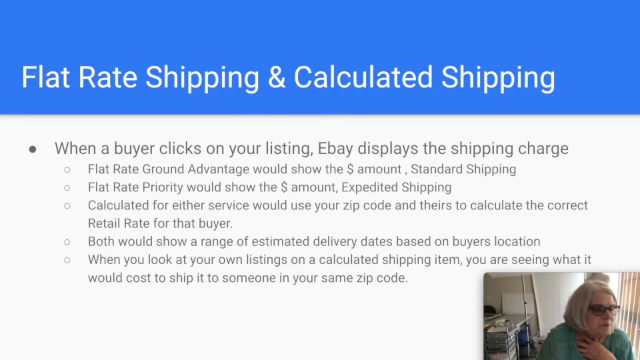 Flat Rate Shipping & Calculated Shipping
● When a buyer clicks on your listing, Ebay displays the shipping charge
○ Flat Rate Ground Advantage would show the $ amount , Standard Shipping
○ Flat Rate Priority would show the $ amount, Expedited Shipping
○ Calculated for either service would use your zip code and theirs to calculate the correct
Retail Rate for that buyer.
○ Both would show a range of estimated delivery dates based on buyers location
○ When you look at your own listings on a calculated shipping item, you are seeing what it
would cost to ship it to someone in your same zip code.